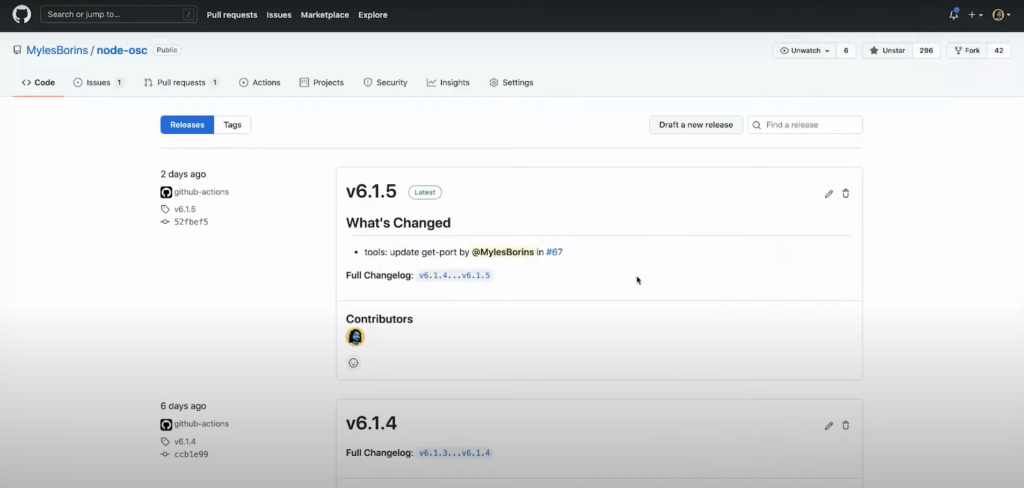 Search or jump to... / Pull requests Issues Marketplace Explore
MylesBorins / node-osc Public Unwatch 6 Unstar 296 Fork 42
Code Issues 1 Pull requests 1 Actions Projects Security Insights Settings
Releases Tags Draft a new release Find a release
2 days ago
github-actions
v6.1.5
52fbef5
v6.1.5 Latest
What's Changed
• tools: update get-port by @MylesBorins in #67
Full Changelog: v6.1.4...v6.1.5
Contributors
6 days ago
github-actions
v6.1.4
ccb1e99
v6.1.4
Full Changelog: v6.1.3...v6.1.4